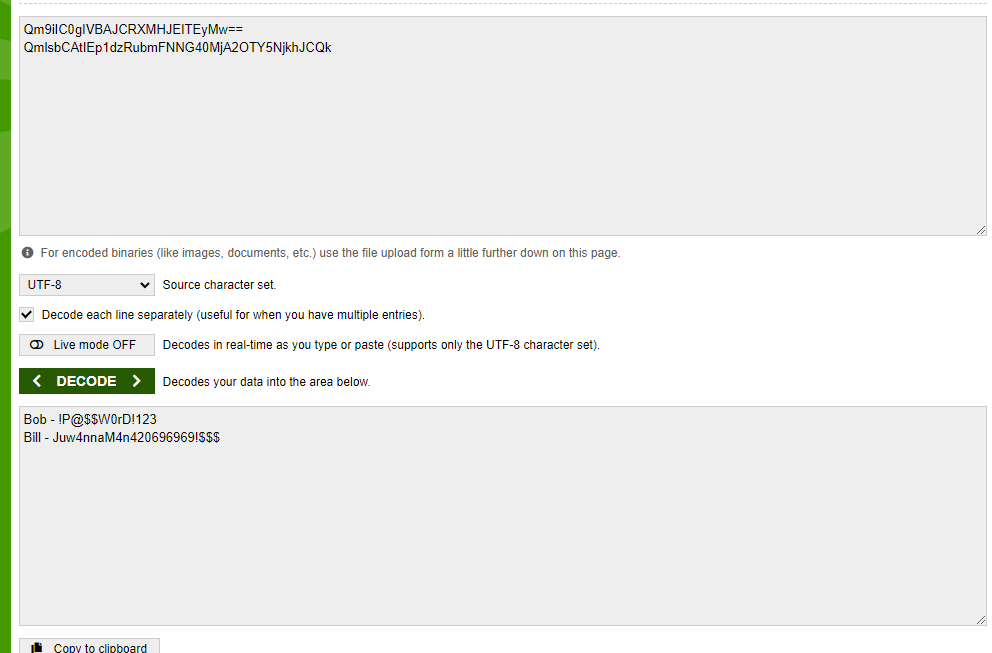 Qm9iIC0gIVBAJCRXMHJEITEyMw==
QmlsbCAtIEp1dzRubmFNNG40MjA2OTY5NjkhJCQk
For encoded binaries (like images, documents, etc.) use the file upload form a little further down on this page.
UTF-8 Source character set.
Decode each line separately (useful for when you have multiple entries).
Live mode OFF Decodes in real-time as you type or paste (supports only the UTF-8 character set).
< DECODE > Decodes your data into the area below.
Bob - !P@$$W0rD!123
Bill - Juw4nnaM4n420696969!$$$
Copy to clipboard